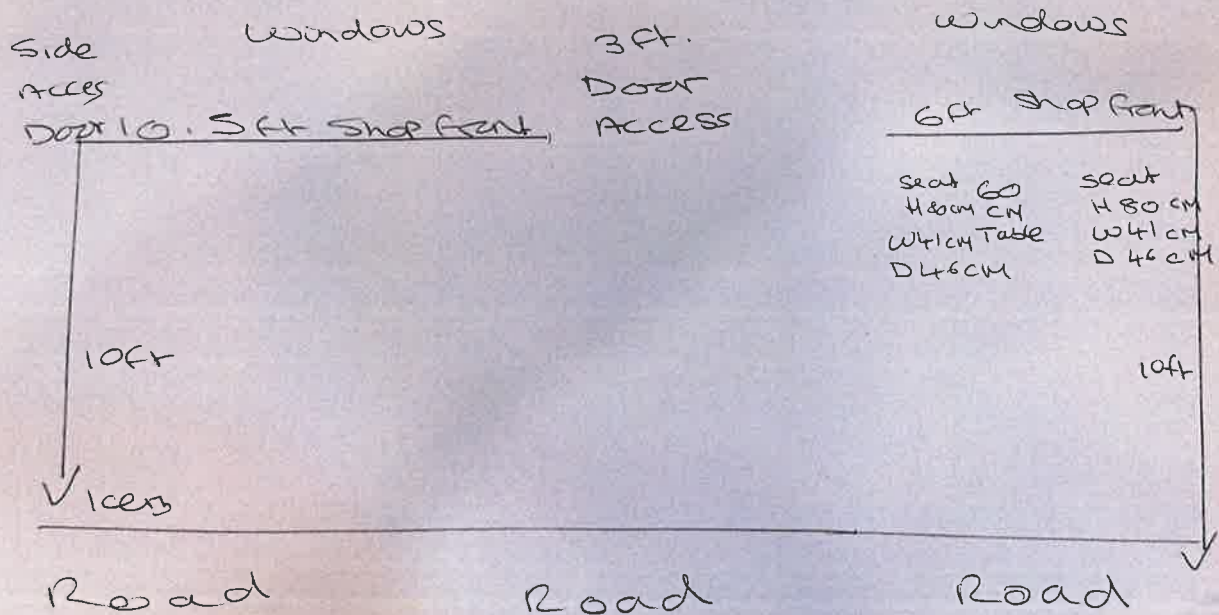 Side
Acces
Door 10.5ft Shop front
Windows
3ft.
Door
Access
Windows
6ft Shop front
seat 60 seat
H80cm CM H 80 cm
W41cm Table W41 cm
D46CM D 46 cm
10ft
10ft
Road Road Road